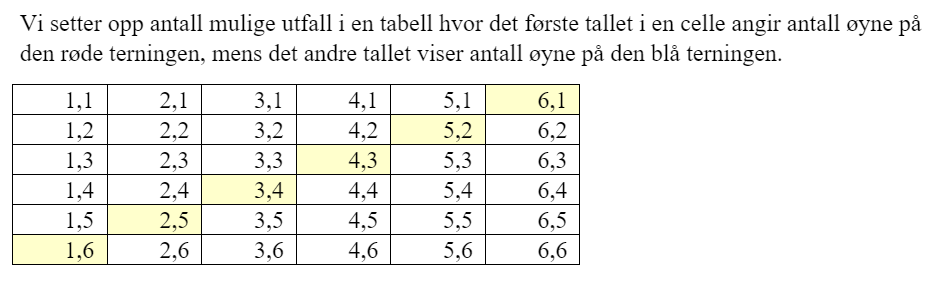 Vi setter opp antall mulige utfall i en tabell hvor det første tallet i en celle angir antall øyne på
den røde terningen, mens det andre tallet viser antall øyne på den blå terningen.
1,1 2,1 3,1 4,1 5,1 6,1
1,2 2,2 3,2 4,2 5,2 6,2
1,3 2,3 3,3 4,3 5,3 6,3
1,4 2,4 3,4 4,4 5,4 6,4
1,5 2,5 3,5 4,5 5,5 6,5
1,6 2,6 3,6 4,6 5,6 6,6